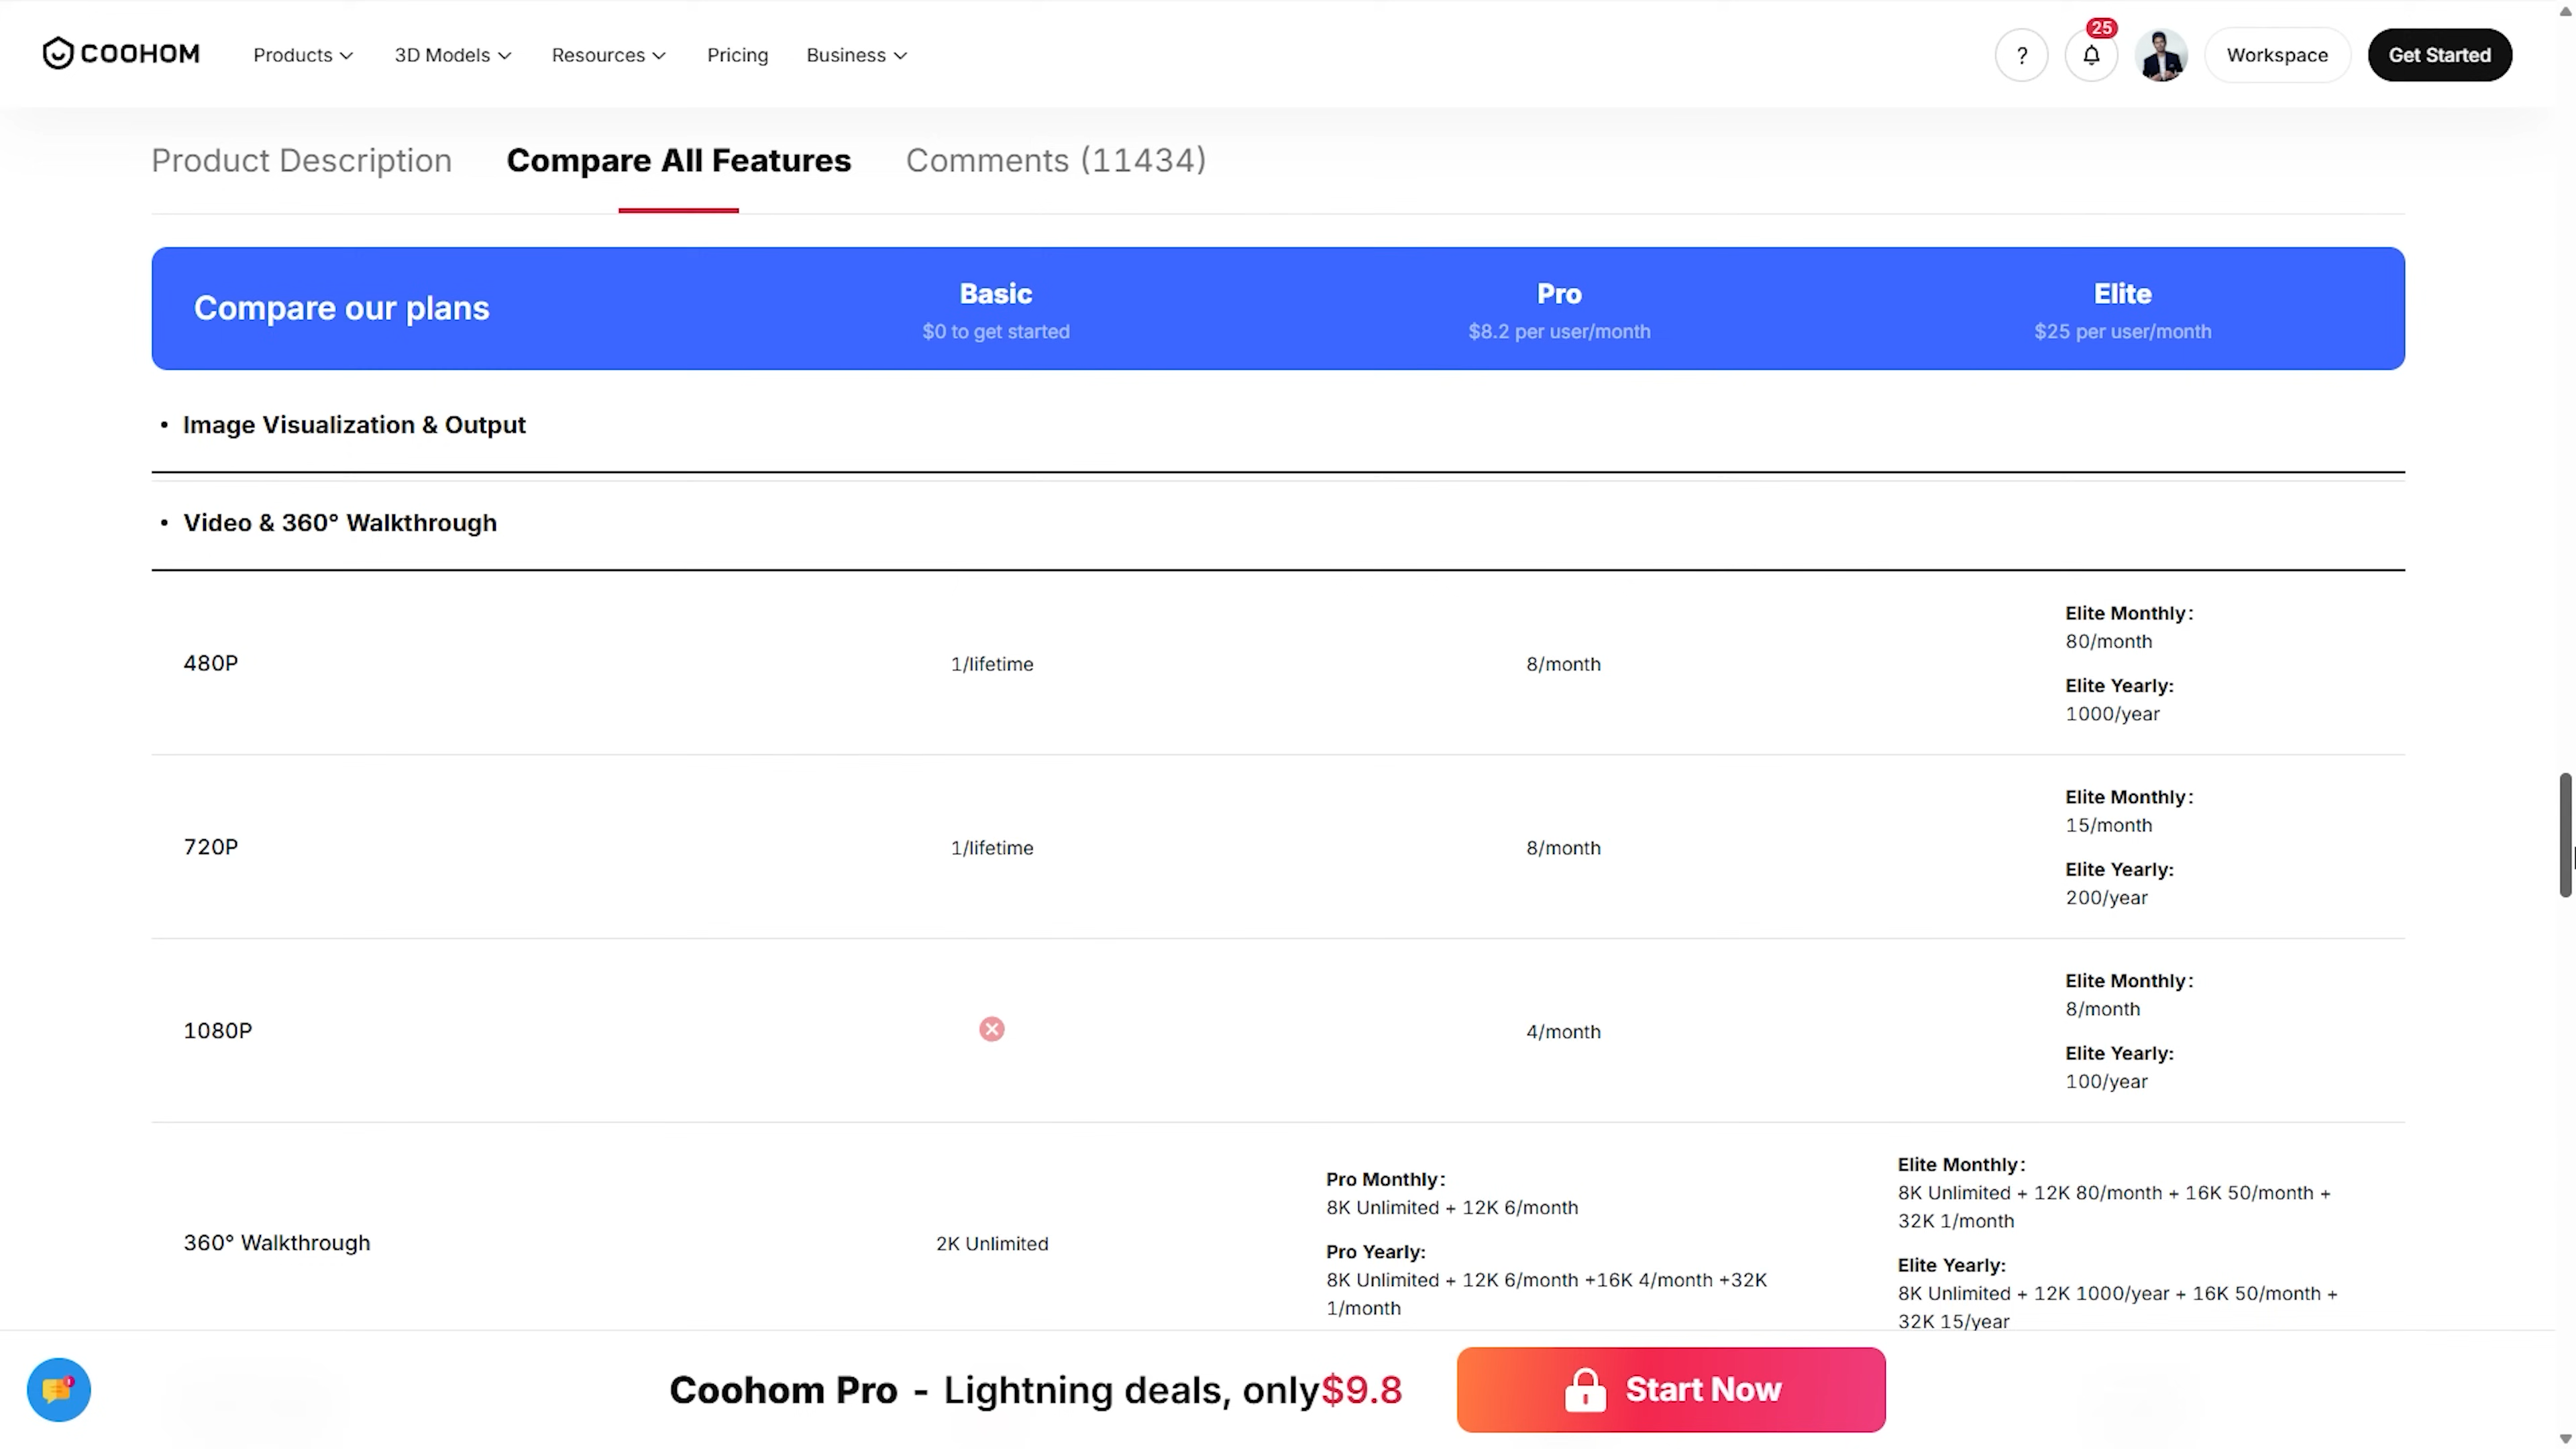 COOHOM Products 3D Models Resources Pricing Business ? 25 Workspace Get Started
Product Description Compare All Features Comments (11434)
Compare our plans
Basic Pro Elite
$0 to get started $8.2 per user/month $25 per user/month
• Image Visualization & Output
• Video & 360° Walkthrough
480P 1/lifetime 8/month
Elite Monthly:
80/month
Elite Yearly:
1000/year
720P 1/lifetime 8/month
Elite Monthly:
15/month
Elite Yearly:
200/year
1080P 4/month
Elite Monthly:
8/month
Elite Yearly:
100/year
360° Walkthrough 2K Unlimited
Pro Monthly:
8K Unlimited + 12K 6/month
Pro Yearly:
8K Unlimited + 12K 6/month +16K 4/month +32K
1/month
Elite Monthly:
8K Unlimited + 12K 80/month + 16K 50/month +
32K 1/month
Elite Yearly:
8K Unlimited + 12K 1000/year + 16K 50/month +
32K 15/year
Coohom Pro - Lightning deals, only$9.8 Start Now